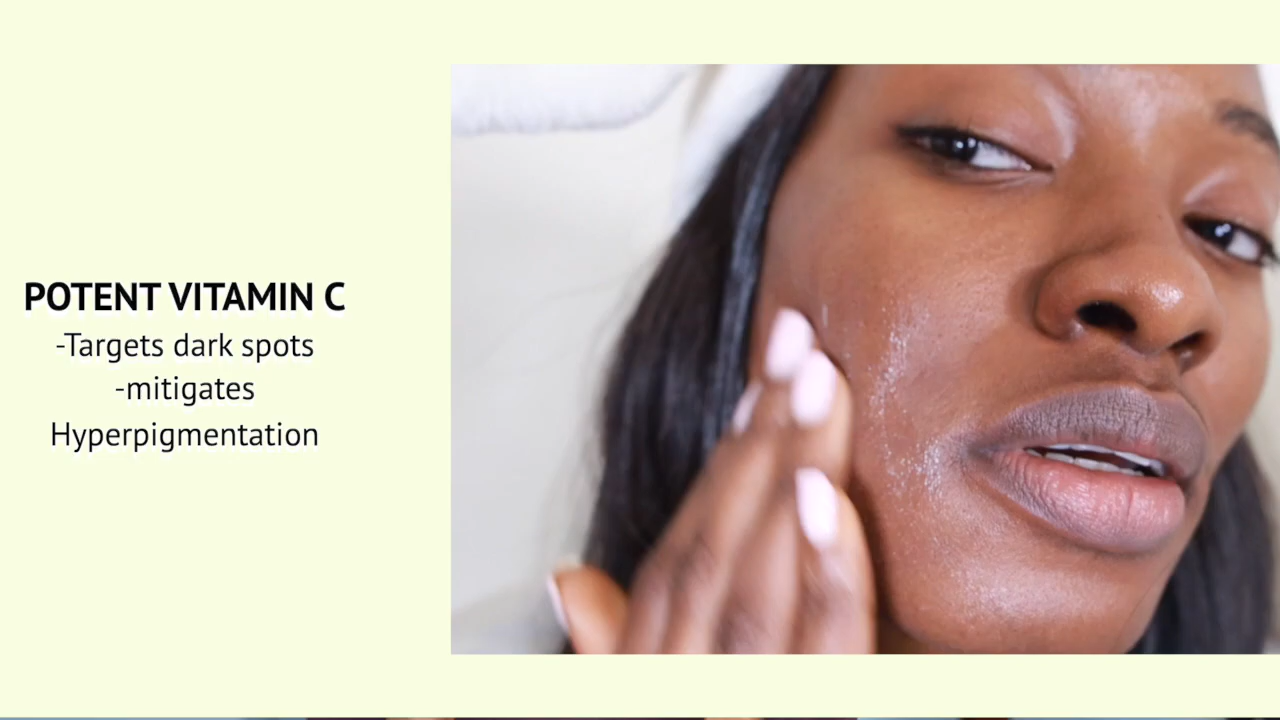 POTENT VITAMIN C
-Targets dark spots
-mitigates
Hyperpigmentation